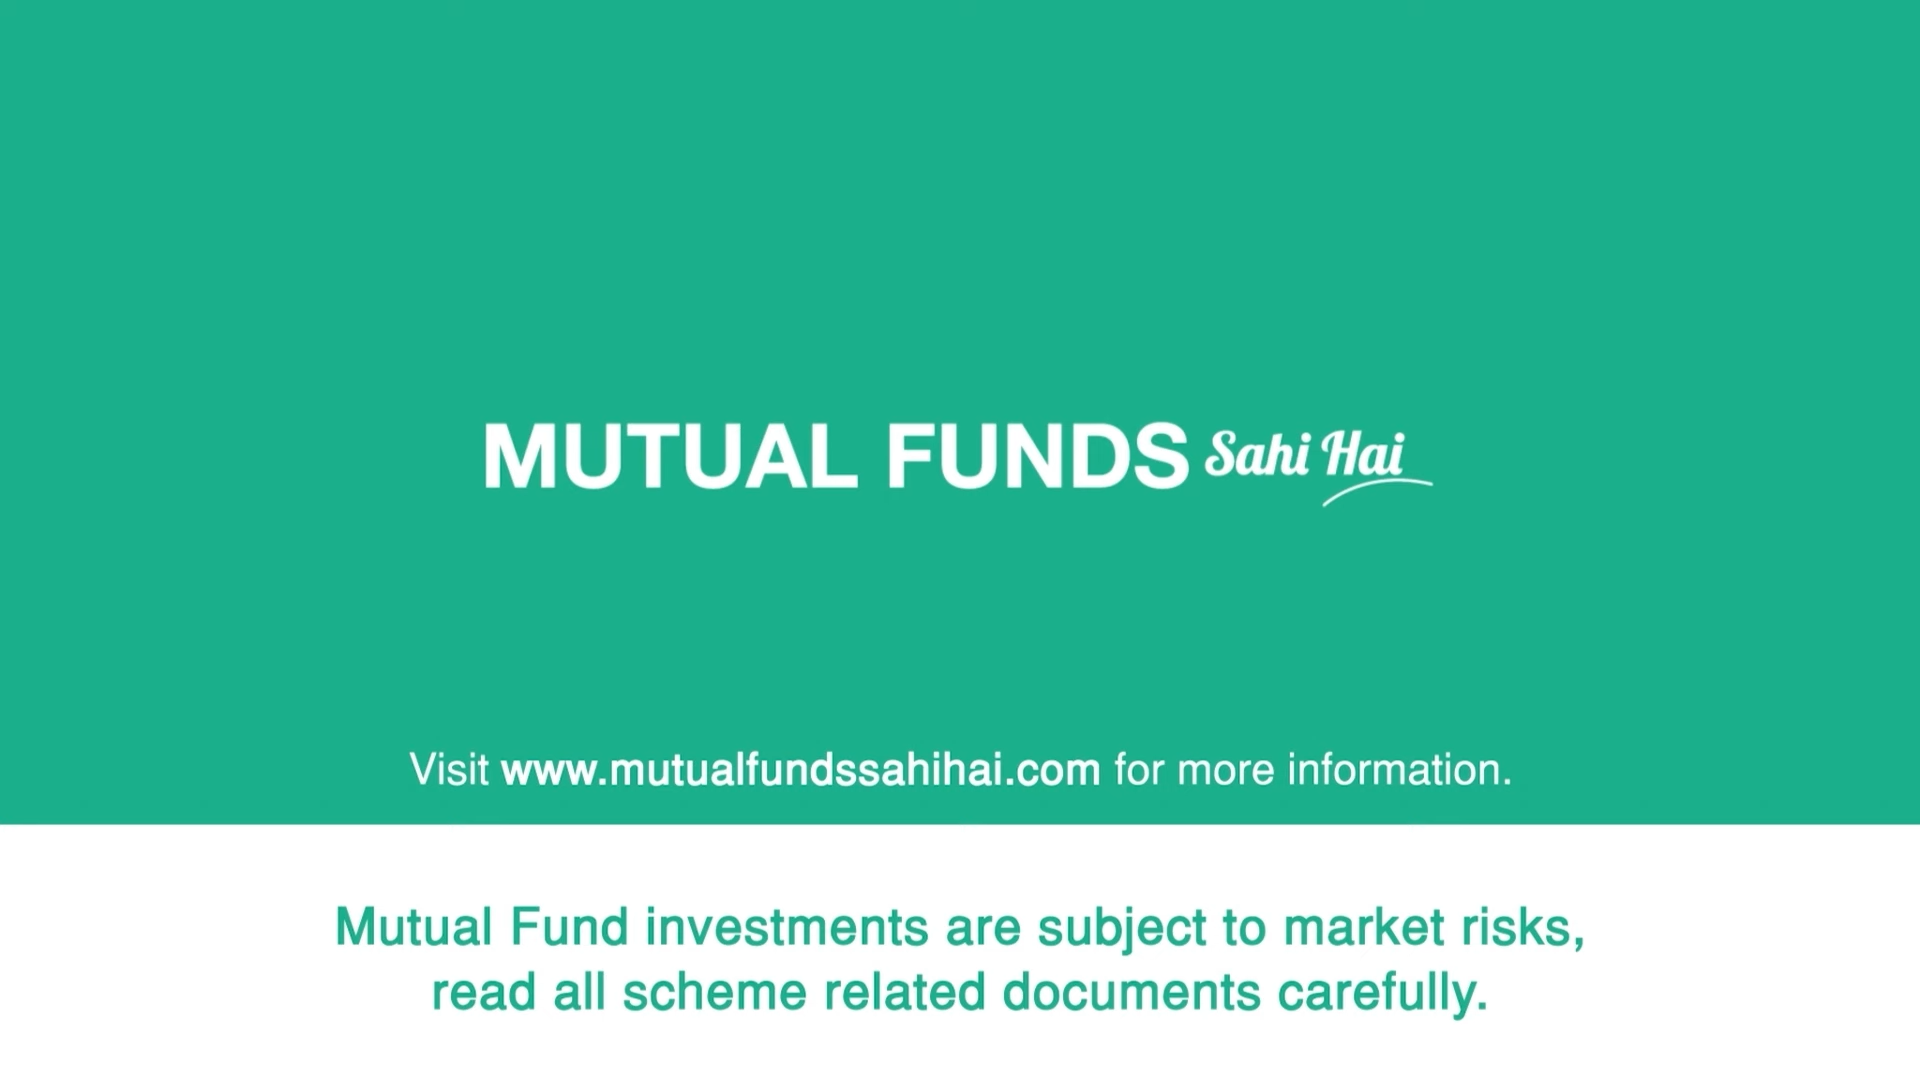 MUTUAL FUNDS Sahi Hai
Visit www.mutualfundssahihai.com for more information.
Mutual Fund investments are subject to market risks,
read all scheme related documents carefully.